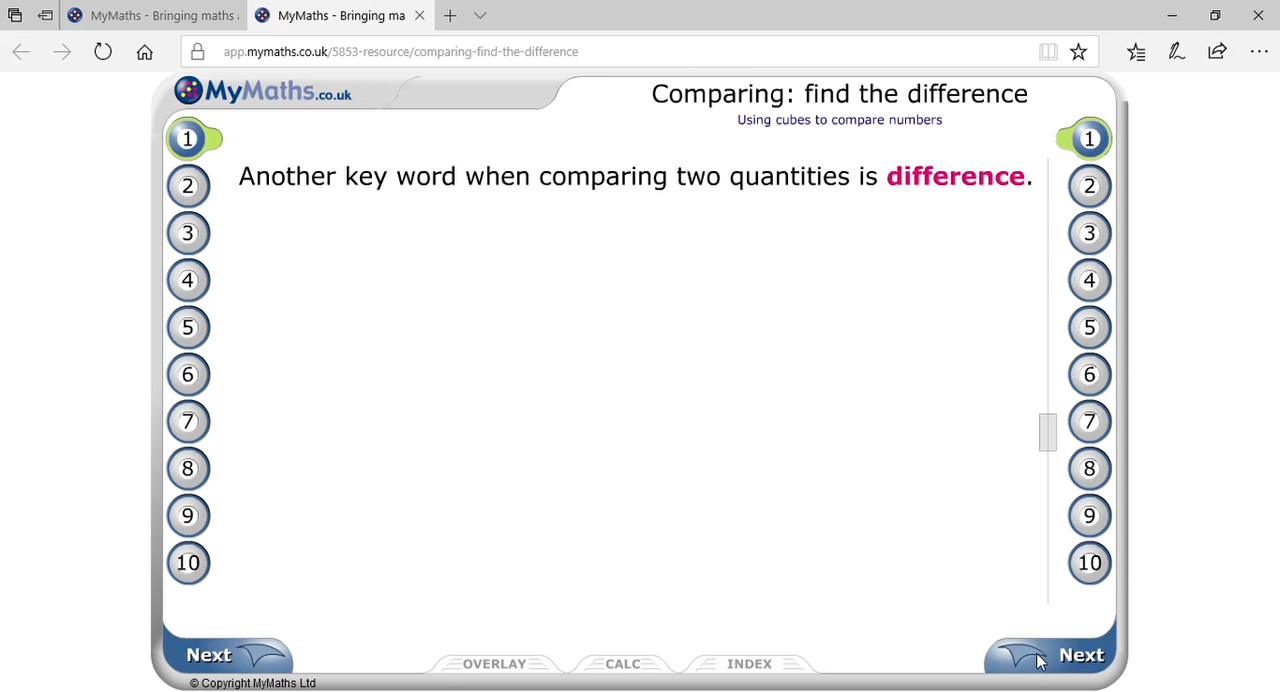 MyMaths - Bringing maths a
MyMaths - Bringing ma
app.mymaths.co.uk/5853-resource/comparing-find-the-difference
MyMaths.co.uk
Comparing: find the difference
Using cubes to compare numbers
1
1
Another key word when comparing two quantities is difference.
2
2
3
3
4
4
5
5
6
6
7
7
8
8
9
9
10
10
Next
OVERLAY
CALC
INDEX
Next
© Copyright MyMaths Ltd